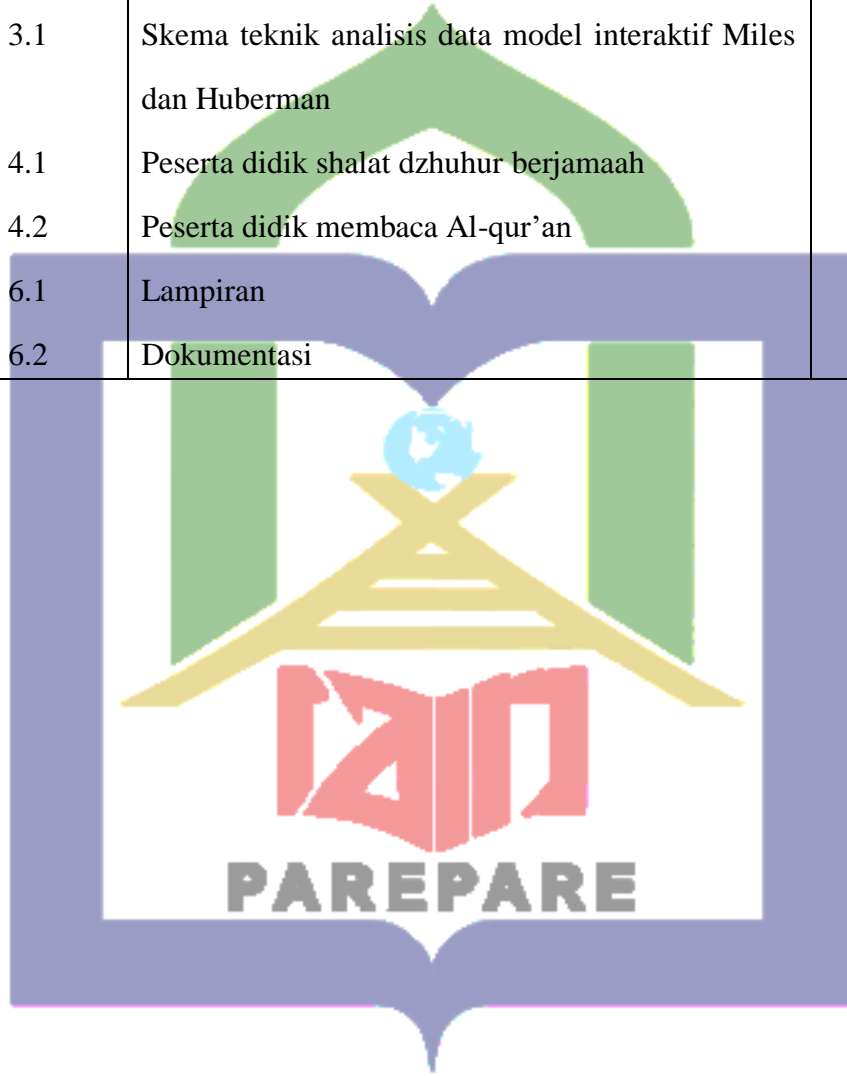 3.1 Skema teknik analisis data model interaktif Miles
dan Huberman
4.1 Peserta didik shalat dzhuhur berjamaah
4.2 Peserta didik membaca Al-qur’an
6.1 Lampiran
6.2 Dokumentasi
iain
PAREPARE